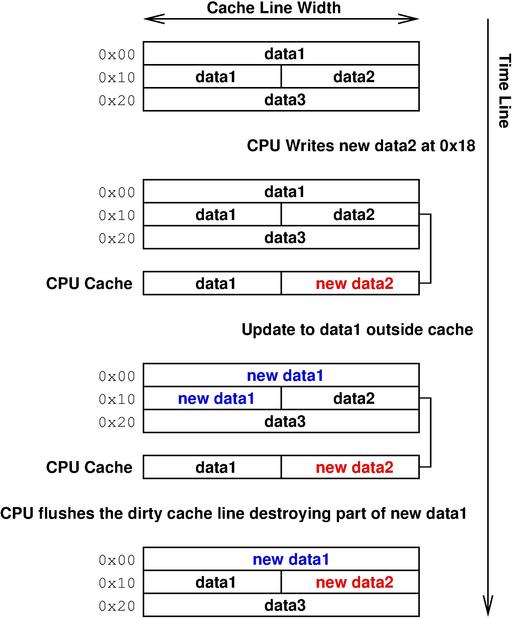 Cache Line Width
Time Line
0x00 data1
0x10 data1 data2
0x20 data3
CPU Writes new data2 at 0x18
0x00 data1
0x10 data1 data2
0x20 data3
CPU Cache data1 new data2
Update to data1 outside cache
0x00 new data1
0x10 new data1 data2
0x20 data3
CPU Cache data1 new data2
CPU flushes the dirty cache line destroying part of new data1
0x00 new data1
0x10 data1 new data2
0x20 data3